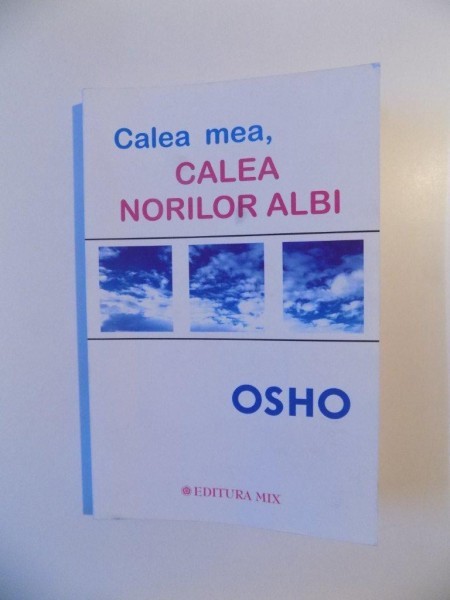 Calea mea,
CALEA
NORILOR ALBI
OSHO
EDITURA MIX